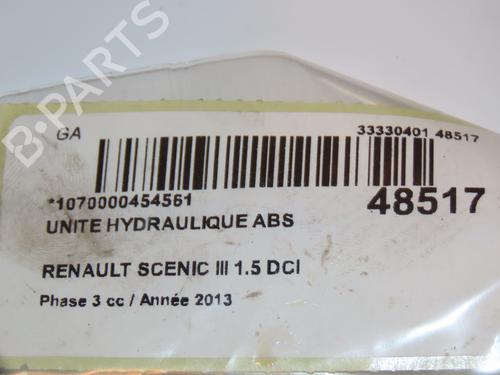 GA
33330401 48517
*1070000454561
48517
UNITE HYDRAULIQUE ABS
RENAULT SCENIC III 1.5 DCI
Phase 3 cc / Année 2013
B-PARTS